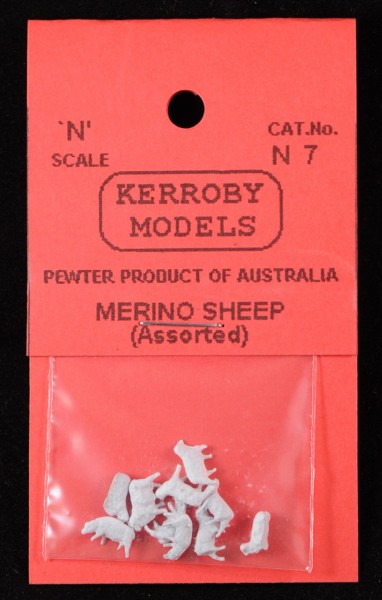 `N'
SCALE
CAT.No.
N 7
KERROBY
MODELS
PEWTER PRODUCT OF AUSTRALIA
MERINO SHEEP
(Assorted)